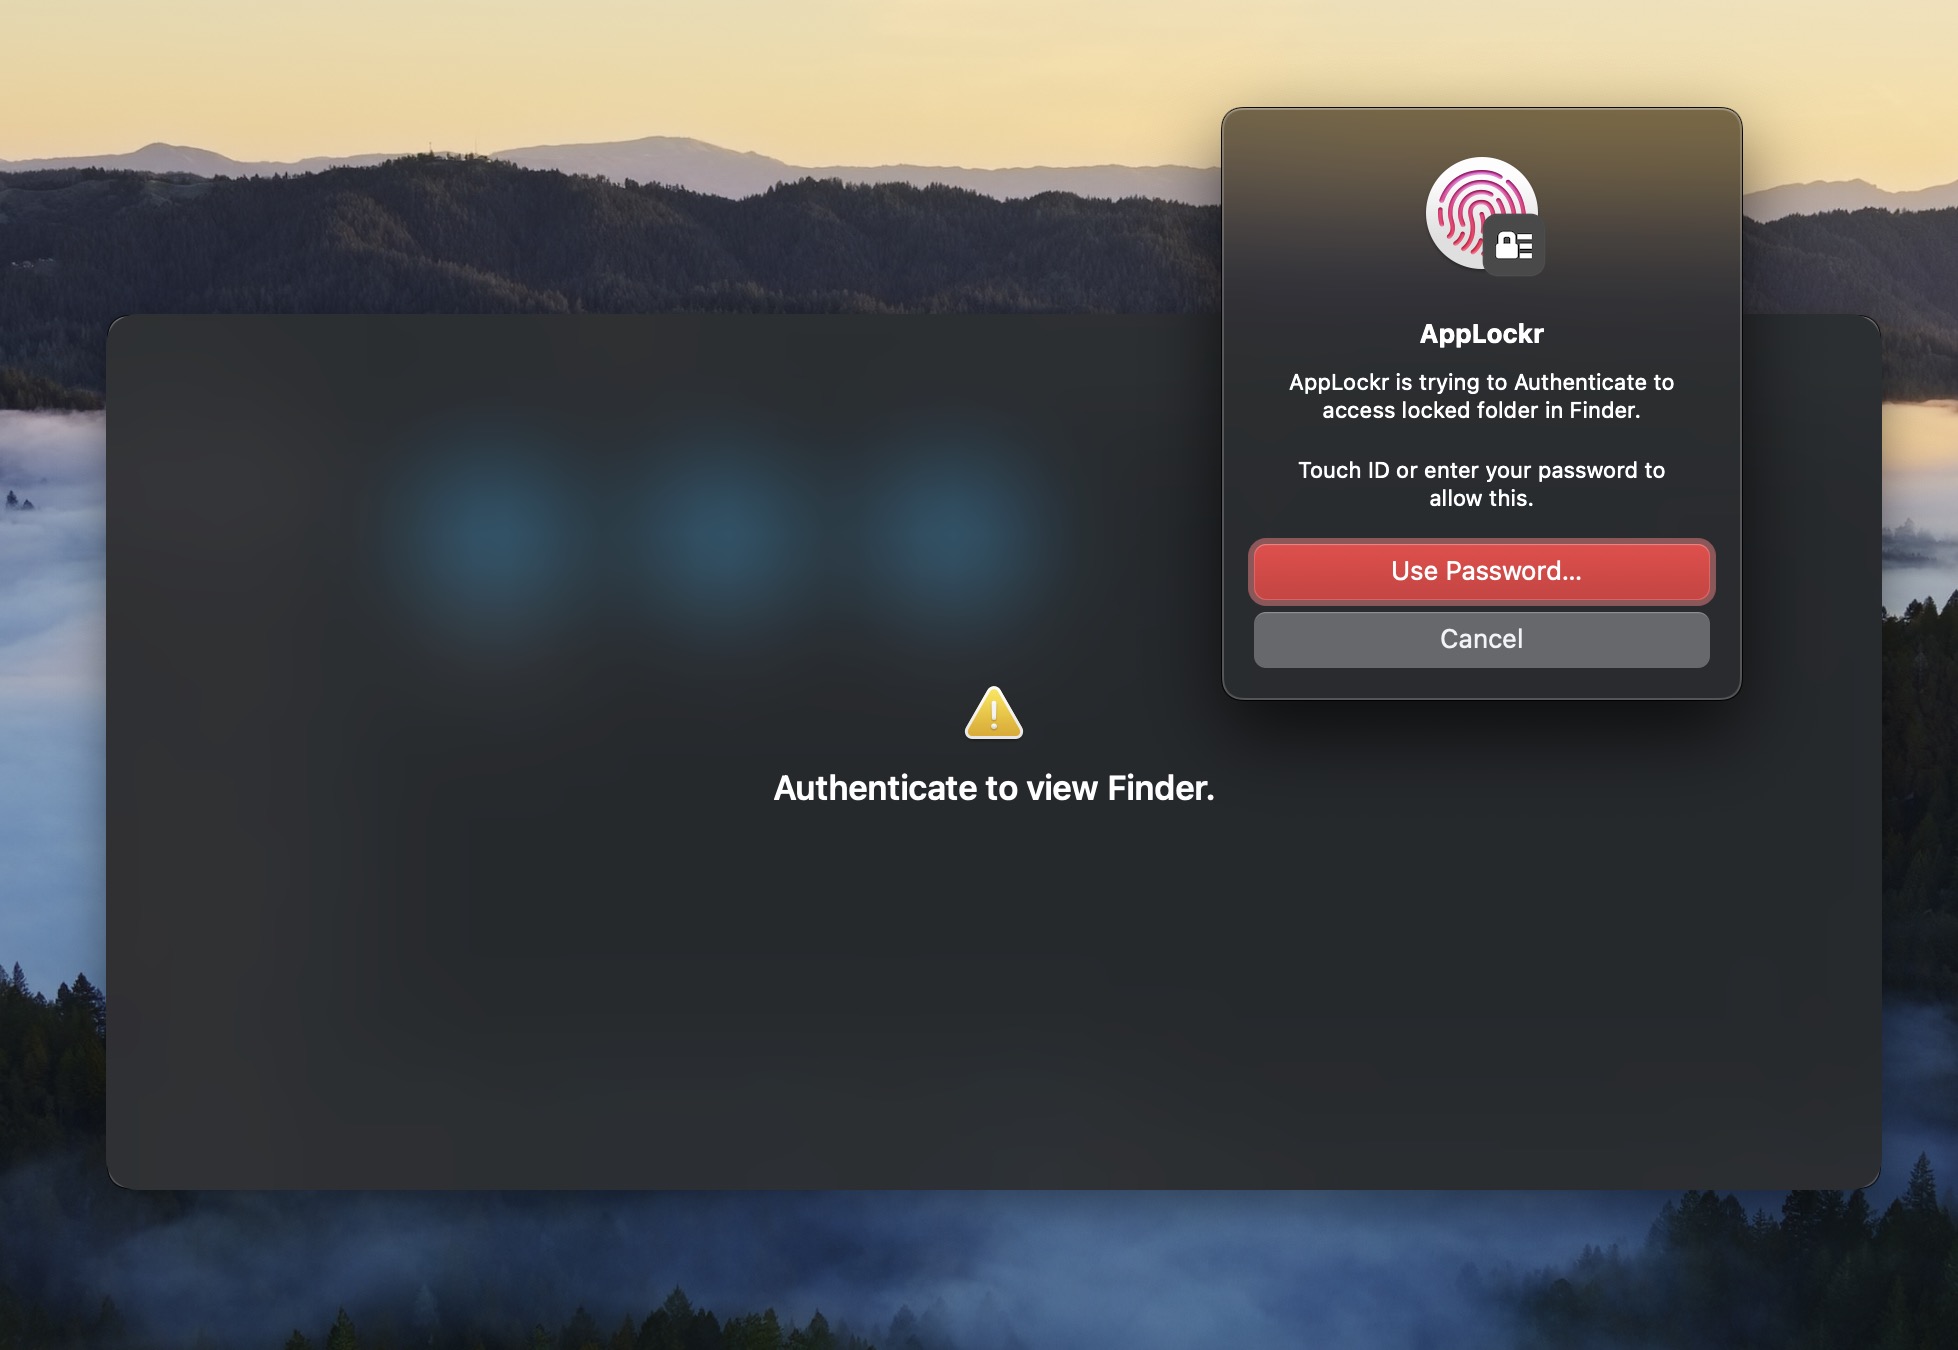 AppLockr
AppLockr is trying to Authenticate to
access locked folder in Finder.
Touch ID or enter your password to
allow this.
Use Password...
Cancel
Authenticate to view Finder.